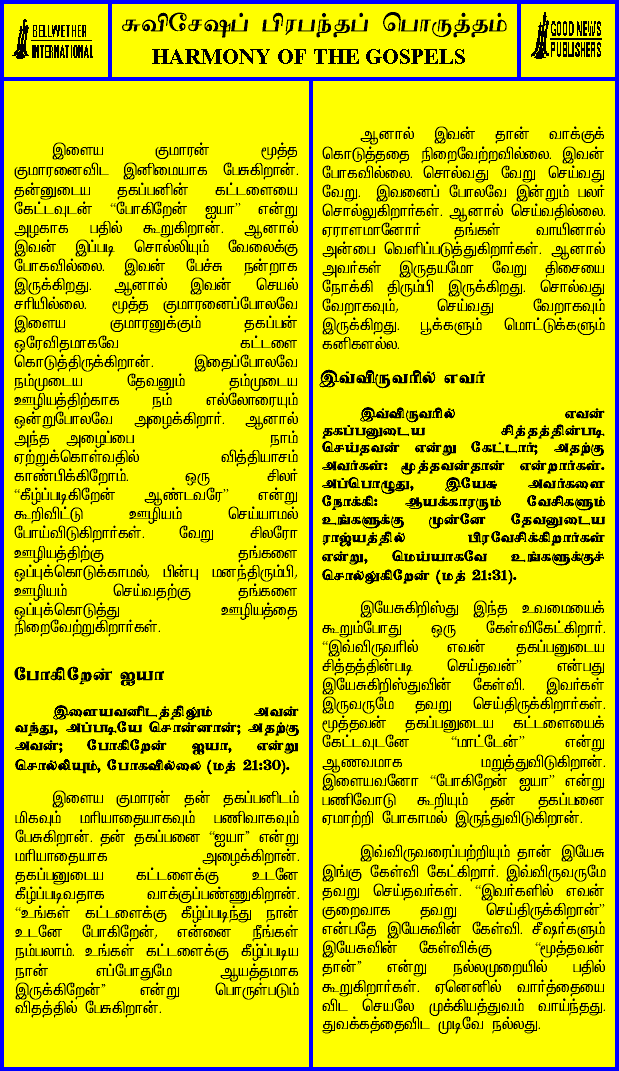 BELLWETHER
INTERNATIONAL
சுவிசேஷப் பிரபந்தப் பொருத்தம்
HARMONY OF THE GOSPELS
GOOD NEWS
PUBLISHERS
இளைய குமாரன் மூத்த
குமாரனைவிட இனிமையாக பேசுகிறான்.
தன்னுடைய தகப்பனின் கட்டளையை
கேட்டவுடன் “போகிறேன் ஐயா” என்று
அழகாக பதில் கூறுகிறான். ஆனால்
இவன் இப்படி சொல்லியும் வேலைக்கு
போகவில்லை. இவன் பேச்சு நன்றாக
இருக்கிறது. ஆனால் இவன் செயல்
சரியில்லை. மூத்த குமாரனைப்போலவே
இளைய குமாரனுக்கும் தகப்பன்
ஒரேவிதமாகவே கட்டளை
கொடுத்திருக்கிறான். இதைப்போலவே
நம்முடைய தேவனும் தம்முடைய
ஊழியத்திற்காக நம் எல்லோரையும்
ஒன்றுபோலவே அழைக்கிறார். ஆனால்
அந்த அழைப்பை நாம்
ஏற்றுக்கொள்வதில் வித்தியாசம்
காண்பிக்கிறோம். ஒரு சிலர்
“கீழ்ப்படிகிறேன் ஆண்டவரே” என்று
கூறிவிட்டு ஊழியம் செய்யாமல்
போய்விடுகிறார்கள். வேறு சிலரோ
ஊழியத்திற்கு தங்களை
ஒப்புக்கொடுக்காமல், பின்பு மனந்திரும்பி,
ஊழியம் செய்வதற்கு தங்களை
ஒப்புக்கொடுத்து ஊழியத்தை
நிறைவேற்றுகிறார்கள்.
போகிறேன் ஐயா
இளையவனிடத்திலும் அவன்
வந்து, அப்படியே சொன்னான்; அதற்கு
அவன்; போகிறேன் ஐயா, என்று
சொல்லியும், போகவில்லை (மத் 21:30).
இளைய குமாரன் தன் தகப்பனிடம்
மிகவும் மரியாதையாகவும் பணிவாகவும்
பேசுகிறான். தன் தகப்பனை “ஐயா” என்று
மரியாதையாக அழைக்கிறான்.
தகப்பனுடைய கட்டளைக்கு உடனே
கீழ்ப்படிவதாக வாக்குப்பண்ணுகிறான்.
“உங்கள் கட்டளைக்கு கீழ்ப்படிந்து நான்
உடனே போகிறேன், என்னை நீங்கள்
நம்பலாம். உங்கள் கட்டளைக்கு கீழ்ப்படிய
நான் எப்போதுமே ஆயத்தமாக
இருக்கிறேன்” என்று பொருள்படும்
விதத்தில் பேசுகிறான்.
ஆனால் இவன் தான் வாக்குக்
கொடுத்ததை நிறைவேற்றவில்லை. இவன்
போகவில்லை. சொல்வது வேறு செய்வது
வேறு. இவனைப் போலவே இன்றும் பலர்
சொல்லுகிறார்கள். ஆனால் செய்வதில்லை.
ஏராளமானோர் தங்கள் வாயினால்
அன்பை வெளிப்படுத்துகிறார்கள். ஆனால்
அவர்கள் இருதயமோ வேறு திசையை
நோக்கி திரும்பி இருக்கிறது. சொல்வது
வேறாகவும், செய்வது வேறாகவும்
இருக்கிறது. பூக்களும் மொட்டுக்களும்
கனிகளல்ல.
இவ்விருவரில் எவர்
இவ்விருவரில் எவன்
தகப்பனுடைய சித்தத்தின்படி
செய்தவன் என்று கேட்டார்; அதற்கு
அவர்கள்: மூத்தவன்தான் என்றார்கள்.
அப்பொழுது, இயேசு அவர்களை
நோக்கி: ஆயக்காரரும் வேசிகளும்
உங்களுக்கு முன்னே தேவனுடைய
ராஜ்யத்தில் பிரவேசிக்கிறார்கள்
என்று, மெய்யாகவே உங்களுக்குச்
சொல்லுகிறேன் (மத் 21:31).
இயேசுகிறிஸ்து இந்த உவமையைக்
கூறும்போது ஒரு கேள்விகேட்கிறார்.
“இவ்விருவரில் எவன் தகப்பனுடைய
சித்தத்தின்படி செய்தவன்” என்பது
இயேசுகிறிஸ்துவின் கேள்வி. இவர்கள்
இருவருமே தவறு செய்திருக்கிறார்கள்.
மூத்தவன் தகப்பனுடைய கட்டளையைக்
கேட்டவுடனே “மாட்டேன்” என்று
ஆணவமாக மறுத்துவிடுகிறான்.
இளையவனோ “போகிறேன் ஐயா” என்று
பணிவோடு கூறியும் தன் தகப்பனை
ஏமாற்றி போகாமல் இருந்துவிடுகிறான்.
இவ்விருவரைப்பற்றியும் தான் இயேசு
இங்கு கேள்வி கேட்கிறார். இவ்விருவருமே
தவறு செய்தவர்கள். “இவர்களில் எவன்
குறைவாக தவறு செய்திருக்கிறான்”
என்பதே இயேசுவின் கேள்வி. சீஷர்களும்
இயேசுவின் கேள்விக்கு “மூத்தவன்
தான்” என்று நல்லமுறையில் பதில்
கூறுகிறார்கள். ஏனெனில் வார்த்தையை
விட செயலே முக்கியத்துவம் வாய்ந்தது.
துவக்கத்தைவிட முடிவே நல்லது.